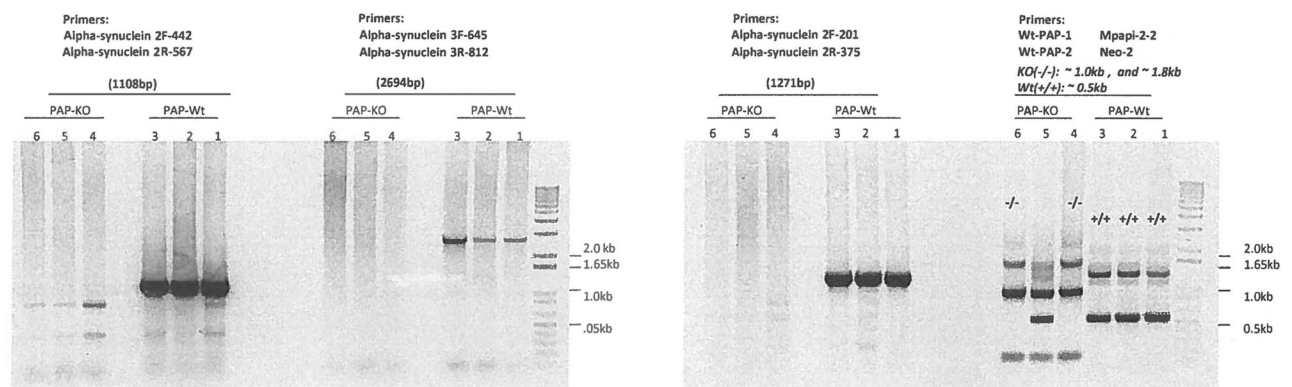 Primers:
Alpha-synuclein 2F-442
Alpha-synuclein 2R-567
(1108bp)
PAP-KO PAP-Wt
6 5 4 3 2 1
Primers:
Alpha-synuclein 3F-645
Alpha-synuclein 3R-812
(2694bp)
PAP-KO PAP-Wt
6 5 4 3 2 1
2.0 kb
1.65kb
1.0kb
.05kb
Primers:
Alpha-synuclein 2F-201
Alpha-synuclein 2R-375
(1271bp)
PAP-KO PAP-Wt
6 5 4 3 2 1
Primers:
Wt-PAP-1 Mpapi-2-2
Wt-PAP-2 Neo-2
KO(-/-): ~ 1.0kb , and ~ 1.8kb
Wt(+/+): ~ 0.5kb
PAP-KO PAP-Wt
6 5 4 3 2 1
-/- -/- +/+ +/+ +/+
2.0kb
1.65kb
1.0kb
0.5kb